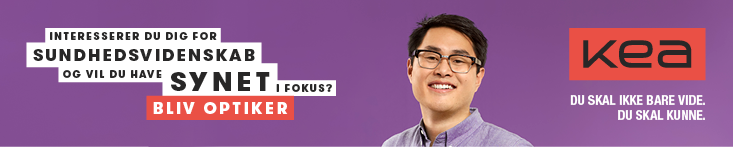 INTERESSERER DU DIG FOR
SUNDHEDSVIDENSKAB
OG VIL DU HAVE SYNET I FOKUS?
BLIV OPTIKER
kea
DU SKAL IKKE BARE VIDE.
DU SKAL KUNNE.